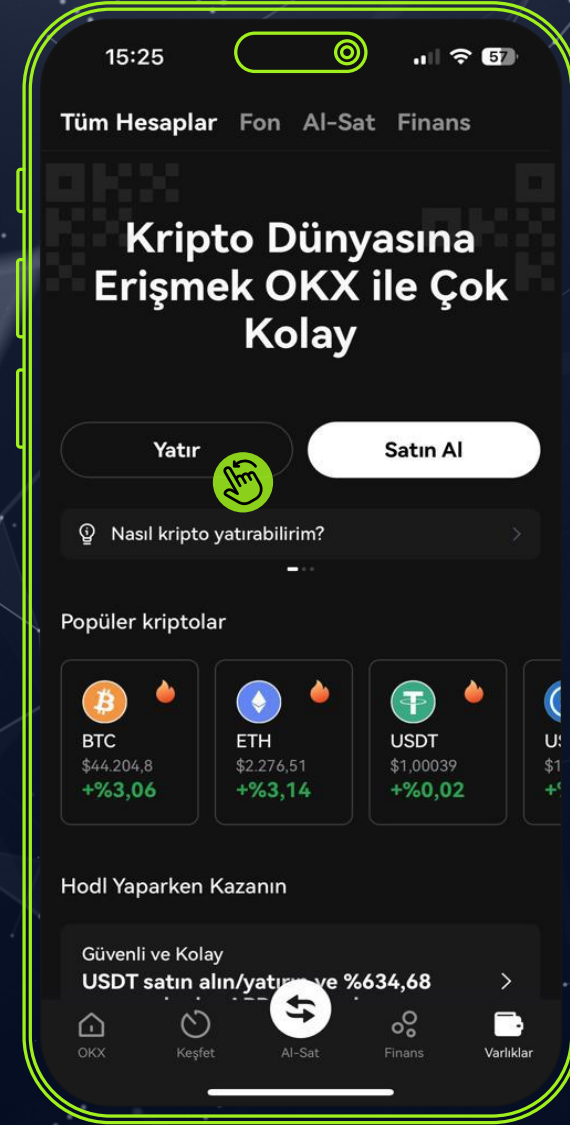 15:25
57
Tüm Hesaplar Fon Al-Sat Finans
Kripto Dünyasına
Erişmek OKX ile Çok
Kolay
Yatır
Satın Al
Nasıl kripto yatırabilirim?
Popüler kriptolar
BTC ETH USDT
$44.204,8 $2.276,51 $1,00039
+%3,06 +%3,14 +%0,02
Hodl Yaparken Kazanın
Güvenli ve Kolay
USDT satın alın/yatırın ve %634,68
OKX Keşfet Al-Sat Finans Varlıklar